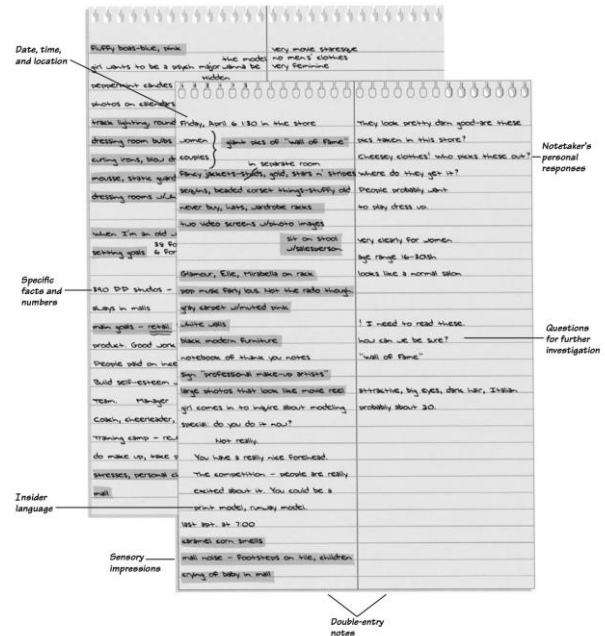 Fluffy boas-blue, pink
very movie staresque
the model
no mens' clothes
girl wants to be a psych major wanna be
very feminine
hidden
peppermint candles
photos on calendars
track lighting, round
dressing room bulbs
curling irons, blow d
mousse, static guard
dressing rooms w/
when I'm an old w
setting goals
390 PP studios -
always in malls
main goals - retail
product. Good work
People paid on ince
Build self-esteem
Team. Manager
Coach, cheerleader,
Training camp -
do make up, take
stresses, personal
mall
Date, time,
and location
Friday, April 6 1:30 in the store
They look pretty darn good-are these
women
giant pics of "wall of fame"
pics taken in this store?
couples
Cheesey clothes! who picks these out?
in separate room
Fancy jackets-studs, gold, stars n' stripes
where do they get it?
sequins, beaded corset things-stuffy old
People probably want
never buy, hats, wardrobe racks
to play dress up.
two video screens w/photo images
sit on stool
w/salesperson
very clearly for women
age range 16-30ish
Glamour, Elle, Mirabella on rack
looks like a normal salon
pop music fairly loud. Not the radio though
gray carpet w/muted pink
white walls
! I need to read these.
black modern furniture
how can we be sure?
notebook of thank you notes
"wall of fame"
sign "professional make-up artists"
large photos that look like movie reel
attractive, big eyes, dark hair, Italian
girl comes in to inquire about modeling
probably about 20.
special. do you do it now?
Not really.
You have a really nice forehead.
The competition - people are really
excited about it. You could be a
print model, runway model.
last apt. at 7:00
caramel corn smells
mall noise - footsteps on tile, children
crying of baby in mall
Notetaker's
personal
responses
Specific
facts and
numbers
Questions
for further
investigation
Insider
language
Sensory
impressions
Double-entry
notes